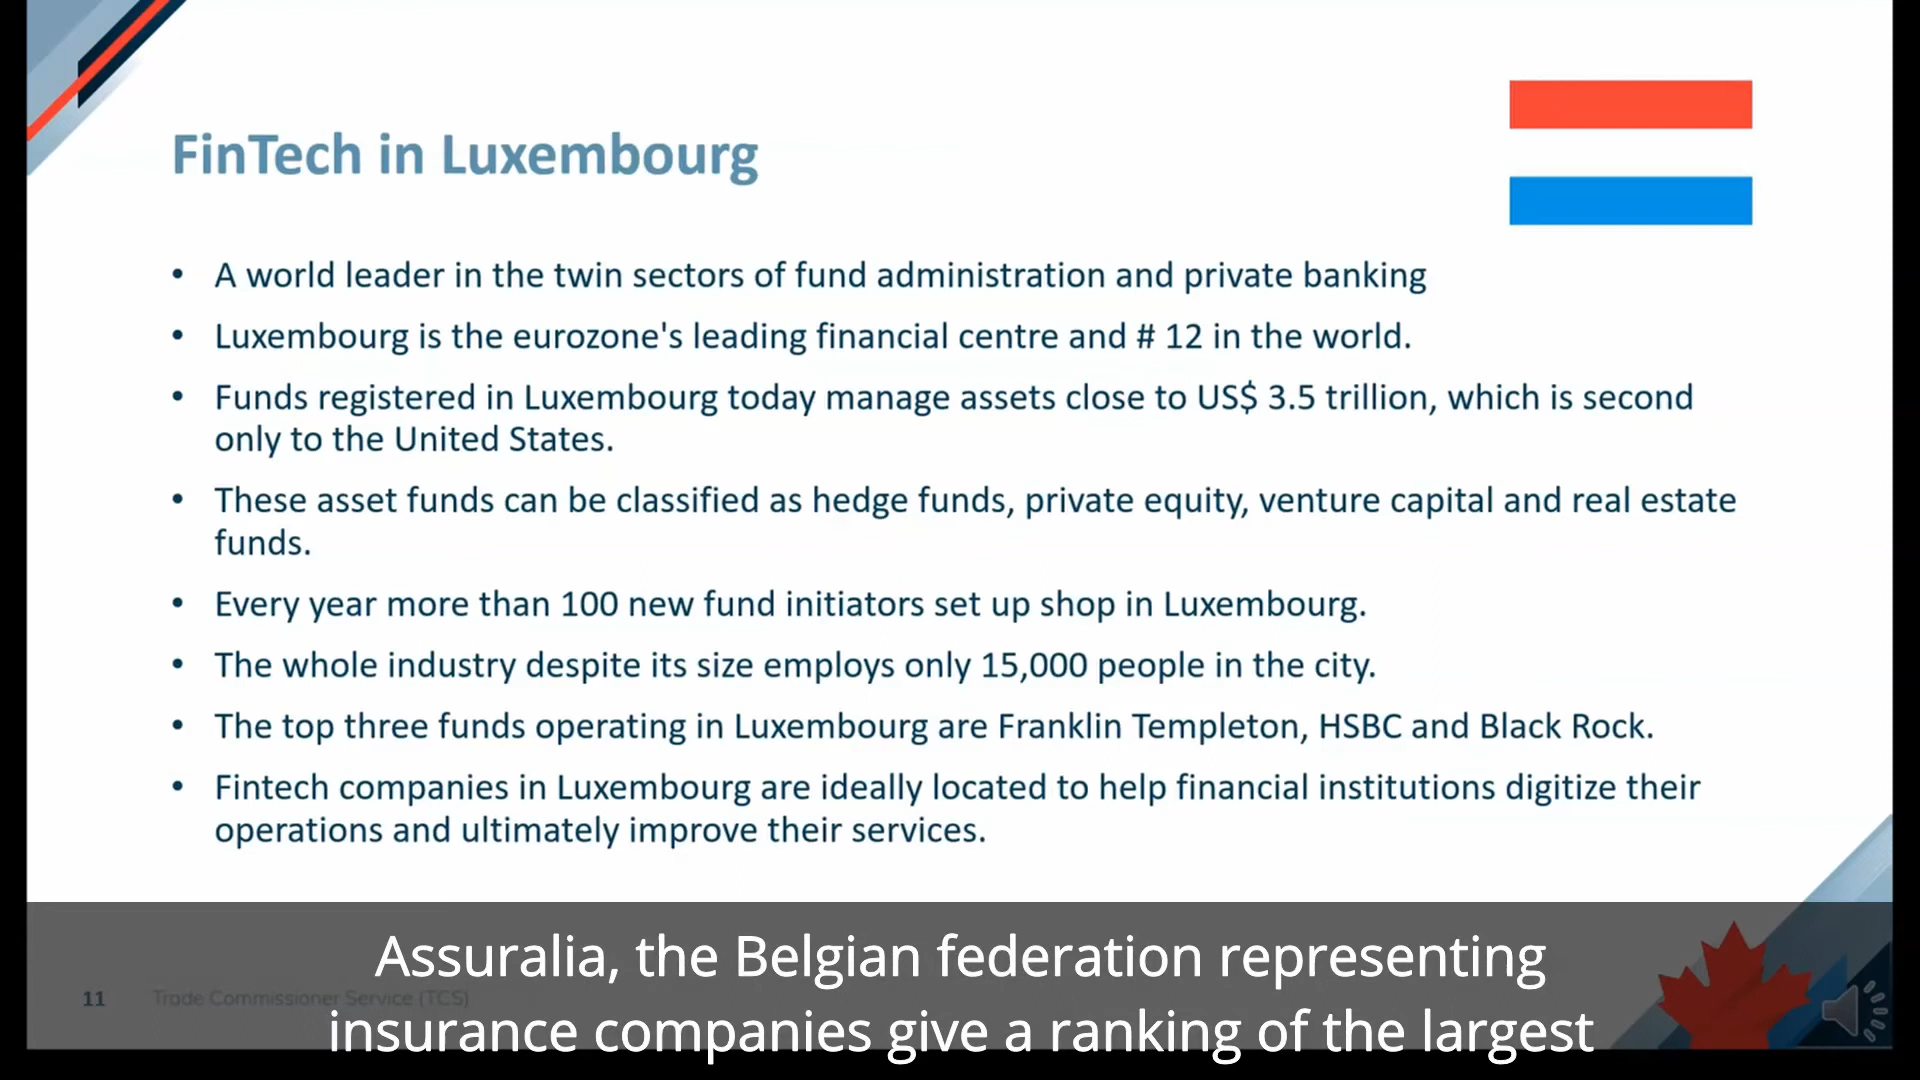 FinTech in Luxembourg
• A world leader in the twin sectors of fund administration and private banking
• Luxembourg is the eurozone's leading financial centre and # 12 in the world.
• Funds registered in Luxembourg today manage assets close to US$ 3.5 trillion, which is second
only to the United States.
• These asset funds can be classified as hedge funds, private equity, venture capital and real estate
funds.
• Every year more than 100 new fund initiators set up shop in Luxembourg.
• The whole industry despite its size employs only 15,000 people in the city.
• The top three funds operating in Luxembourg are Franklin Templeton, HSBC and Black Rock.
• Fintech companies in Luxembourg are ideally located to help financial institutions digitize their
operations and ultimately improve their services.
Assuralia, the Belgian federation representing
11 Trade Commissioner Service (TCS)
insurance companies give a ranking of the largest